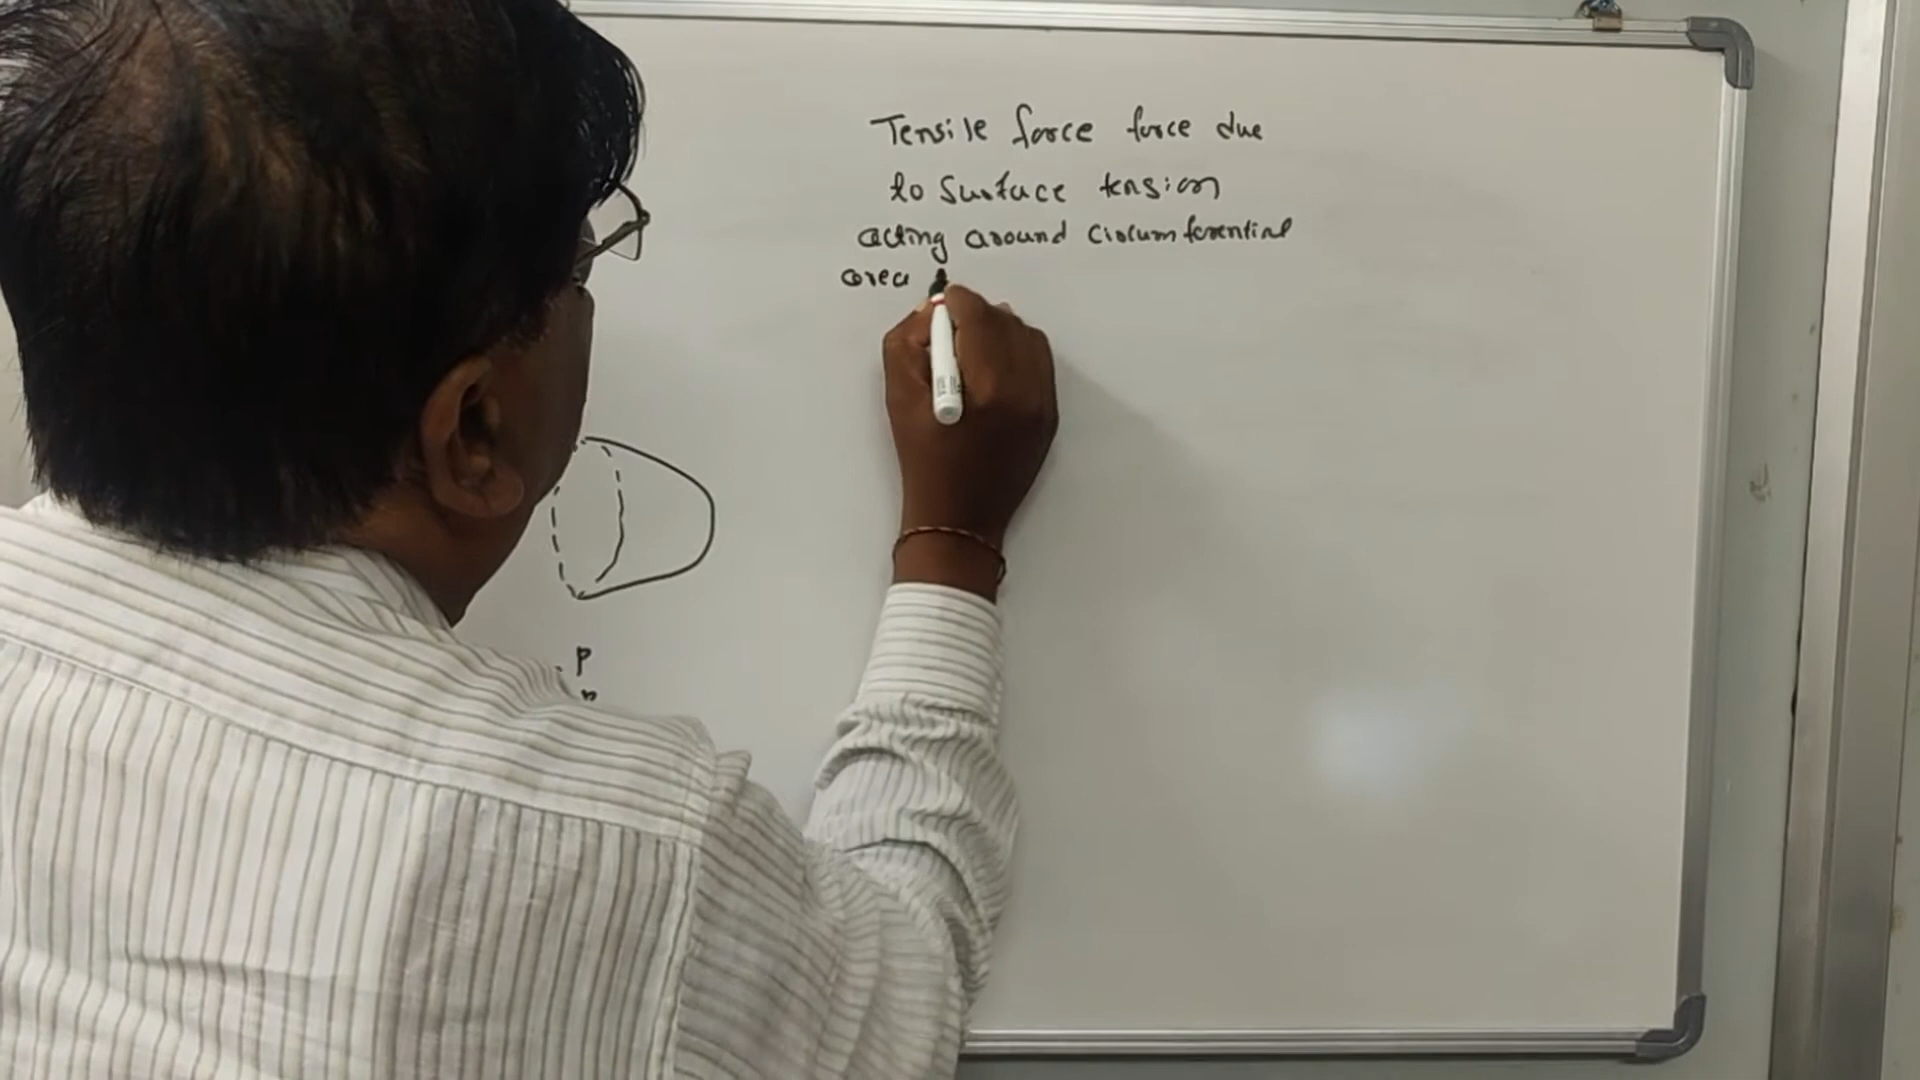 Tensile force force due
to Surface tension
acting around Circumferential
area
P